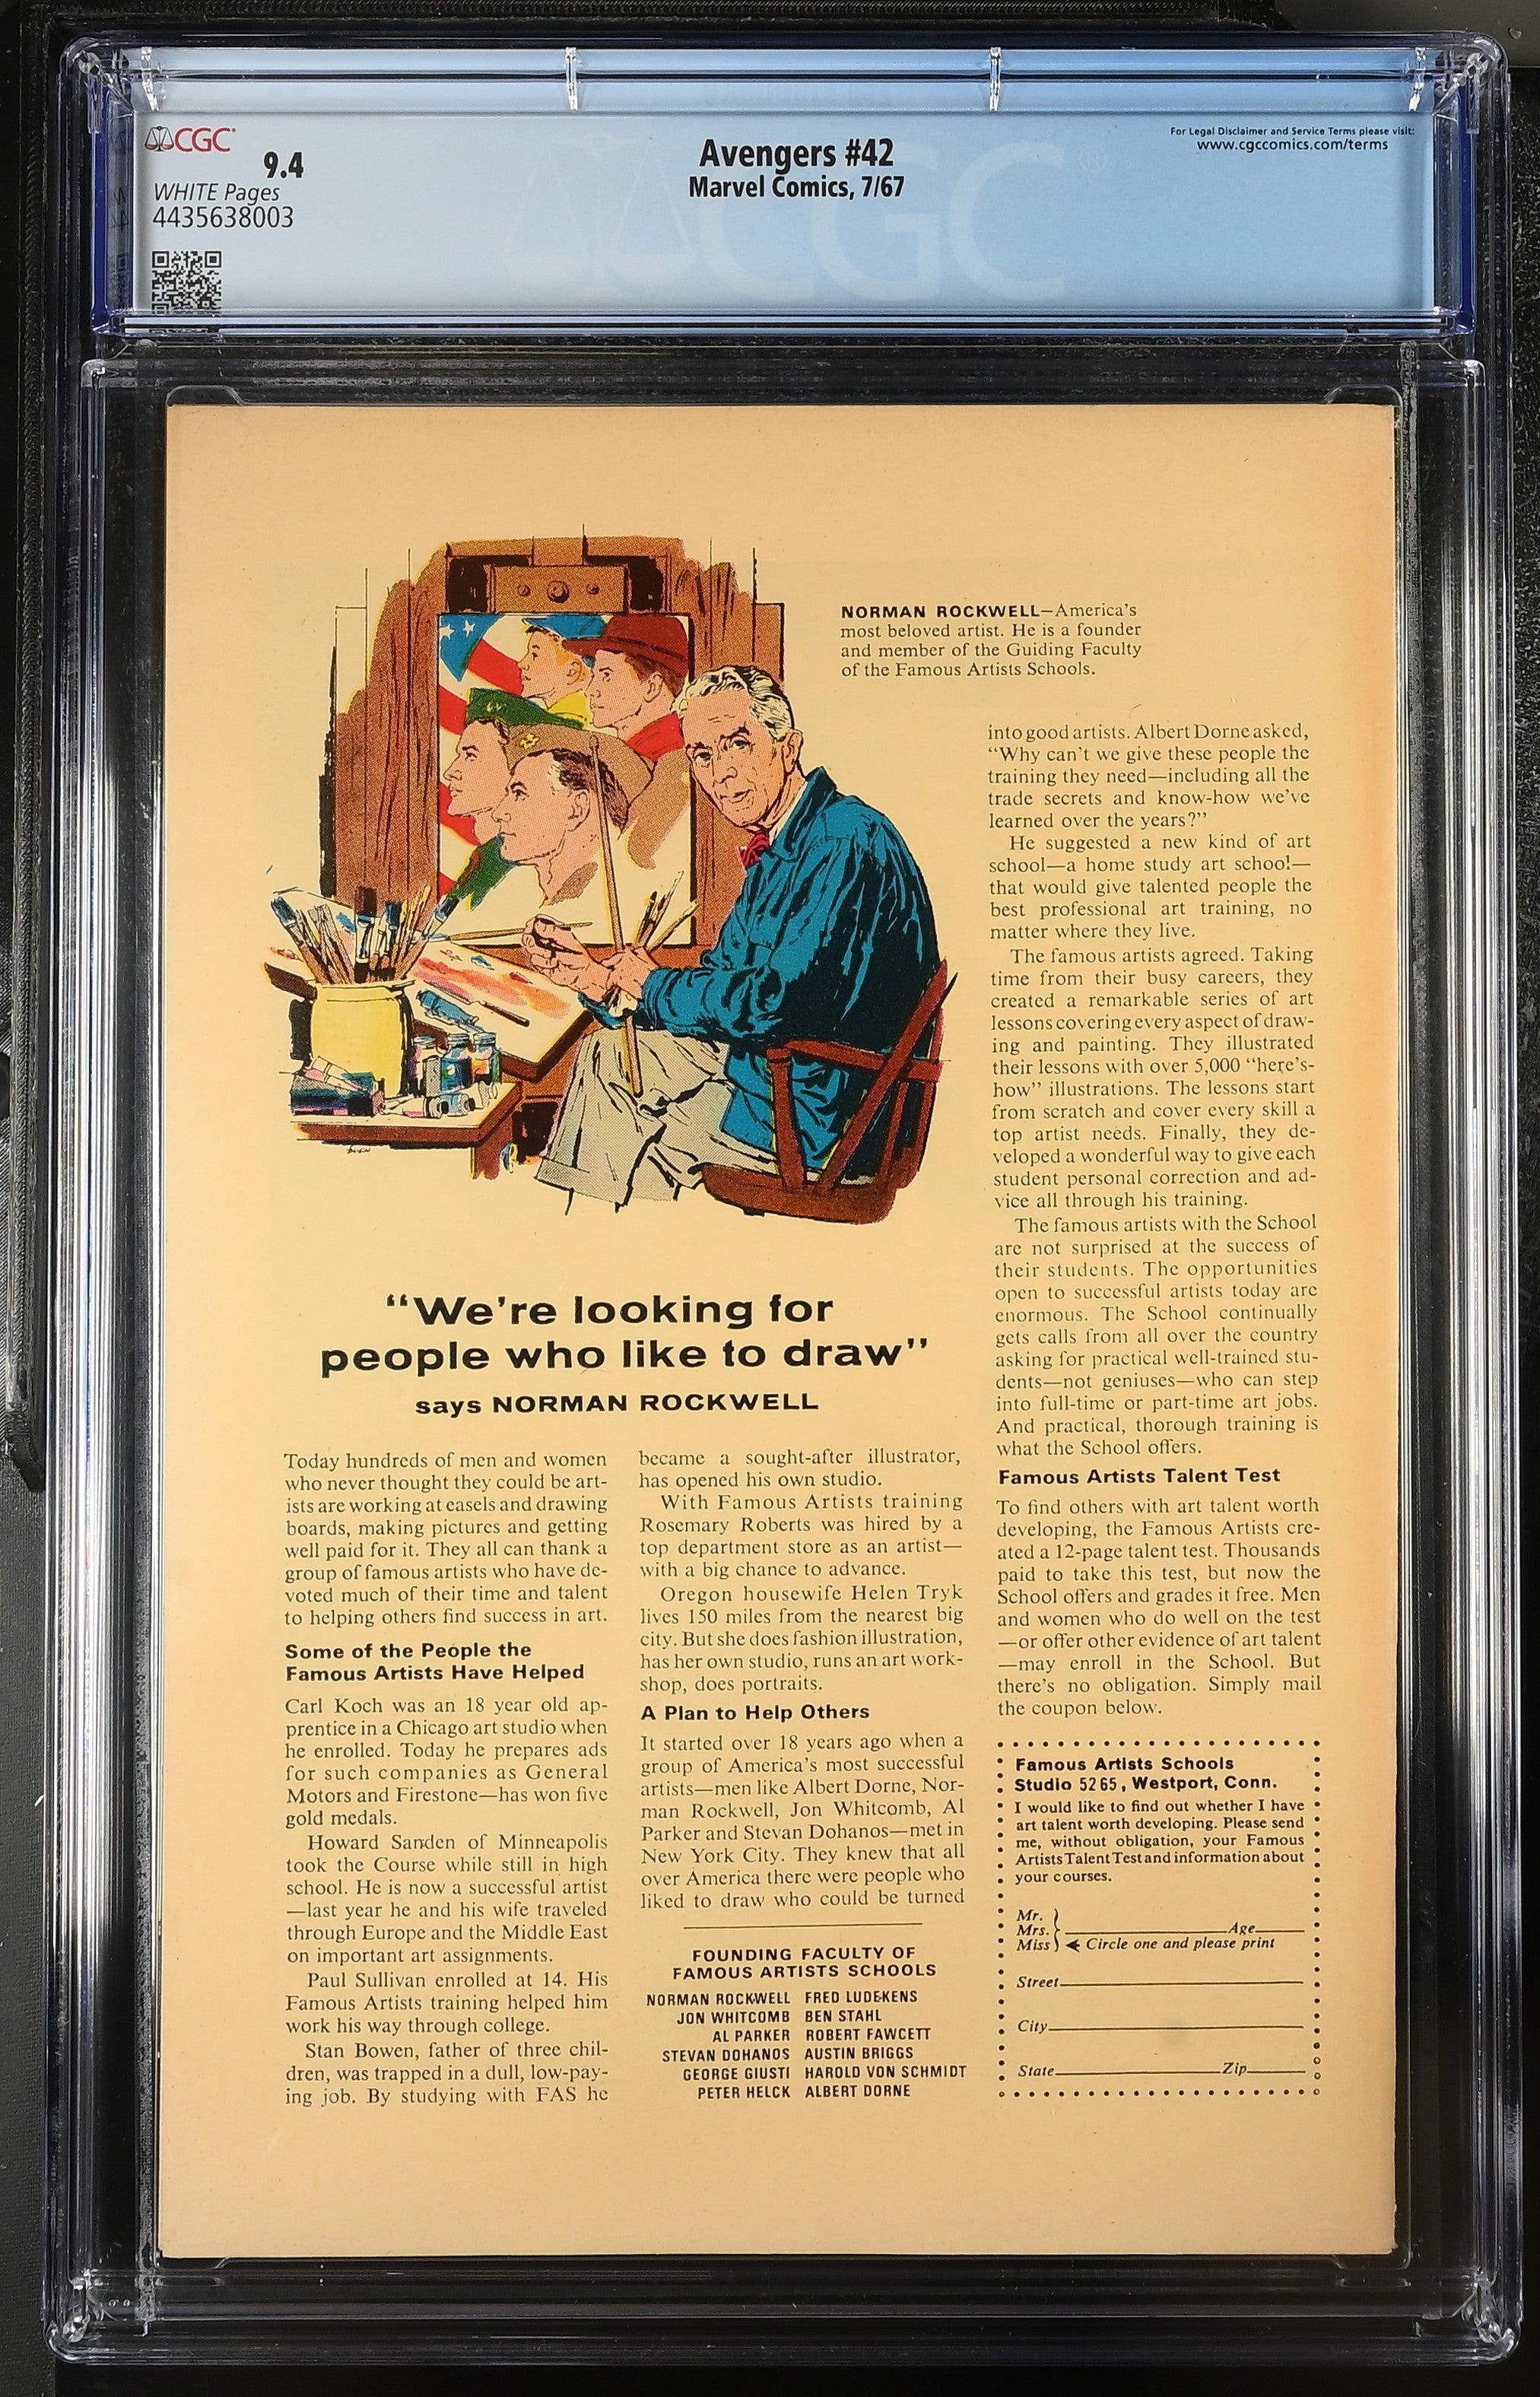 CGC
9.4
WHITE Pages
4435638003
Avengers #42
Marvel Comics, 7/67
For Legal Disclaimer and Service Terms please visit:
www.cgccomics.com/terms
CGC®
NORMAN ROCKWELL—America's
most beloved artist. He is a founder
and member of the Guiding Faculty
of the Famous Artists Schools.
"We're looking for
people who like to draw"
says NORMAN ROCKWELL
Today hundreds of men and women
who never thought they could be art-
ists are working at easels and drawing
boards, making pictures and getting
well paid for it. They all can thank a
group of famous artists who have de-
voted much of their time and talent
to helping others find success in art.
Some of the People the
Famous Artists Have Helped
Carl Koch was an 18 year old ap-
prentice in a Chicago art studio when
he enrolled. Today he prepares ads
for such companies as General
Motors and Firestone—has won five
gold medals.
Howard Sanden of Minneapolis
took the Course while still in high
school. He is now a successful artist
—last year he and his wife traveled
through Europe and the Middle East
on important art assignments.
Paul Sullivan enrolled at 14. His
Famous Artists training helped him
work his way through college.
Stan Bowen, father of three chil-
dren, was trapped in a dull, low-pay-
ing job. By studying with FAS he
became a sought-after illustrator,
has opened his own studio.
With Famous Artists training
Rosemary Roberts was hired by a
top department store as an artist—
with a big chance to advance.
Oregon housewife Helen Tryk
lives 150 miles from the nearest big
city. But she does fashion illustration,
has her own studio, runs an art work-
shop, does portraits.
A Plan to Help Others
It started over 18 years ago when a
group of America's most successful
artists—men like Albert Dorne, Nor-
man Rockwell, Jon Whitcomb, Al
Parker and Stevan Dohanos—met in
New York City. They knew that all
over America there were people who
liked to draw who could be turned
FOUNDING FACULTY OF
FAMOUS ARTISTS SCHOOLS
NORMAN ROCKWELL FRED LUDEKENS
JON WHITCOMB BEN STAHL
AL PARKER ROBERT FAWCETT
STEVAN DOHANOS AUSTIN BRIGGS
GEORGE GIUSTI HAROLD VON SCHMIDT
PETER HELCK ALBERT DORNE
into good artists. Albert Dorne asked,
"Why can't we give these people the
training they need—including all the
trade secrets and know-how we've
learned over the years?"
He suggested a new kind of art
school—a home study art school—
that would give talented people the
best professional art training, no
matter where they live.
The famous artists agreed. Taking
time from their busy careers, they
created a remarkable series of art
lessons covering every aspect of draw-
ing and painting. They illustrated
their lessons with over 5,000 "here's-
how" illustrations. The lessons start
from scratch and cover every skill a
top artist needs. Finally, they de-
veloped a wonderful way to give each
student personal correction and ad-
vice all through his training.
The famous artists with the School
are not surprised at the success of
their students. The opportunities
open to successful artists today are
enormous. The School continually
gets calls from all over the country
asking for practical well-trained stu-
dents—not geniuses—who can step
into full-time or part-time art jobs.
And practical, thorough training is
what the School offers.
Famous Artists Talent Test
To find others with art talent worth
developing, the Famous Artists cre-
ated a 12-page talent test. Thousands
paid to take this test, but now the
School offers and grades it free. Men
and women who do well on the test
—or offer other evidence of art talent
—may enroll in the School. But
there's no obligation. Simply mail
the coupon below.
Famous Artists Schools
Studio 5265, Westport, Conn.
I would like to find out whether I have
art talent worth developing. Please send
me, without obligation, your Famous
Artists Talent Test and information about
your courses.
Mr.
Mrs. Age
Miss Circle one and please print
Street
City
State Zip